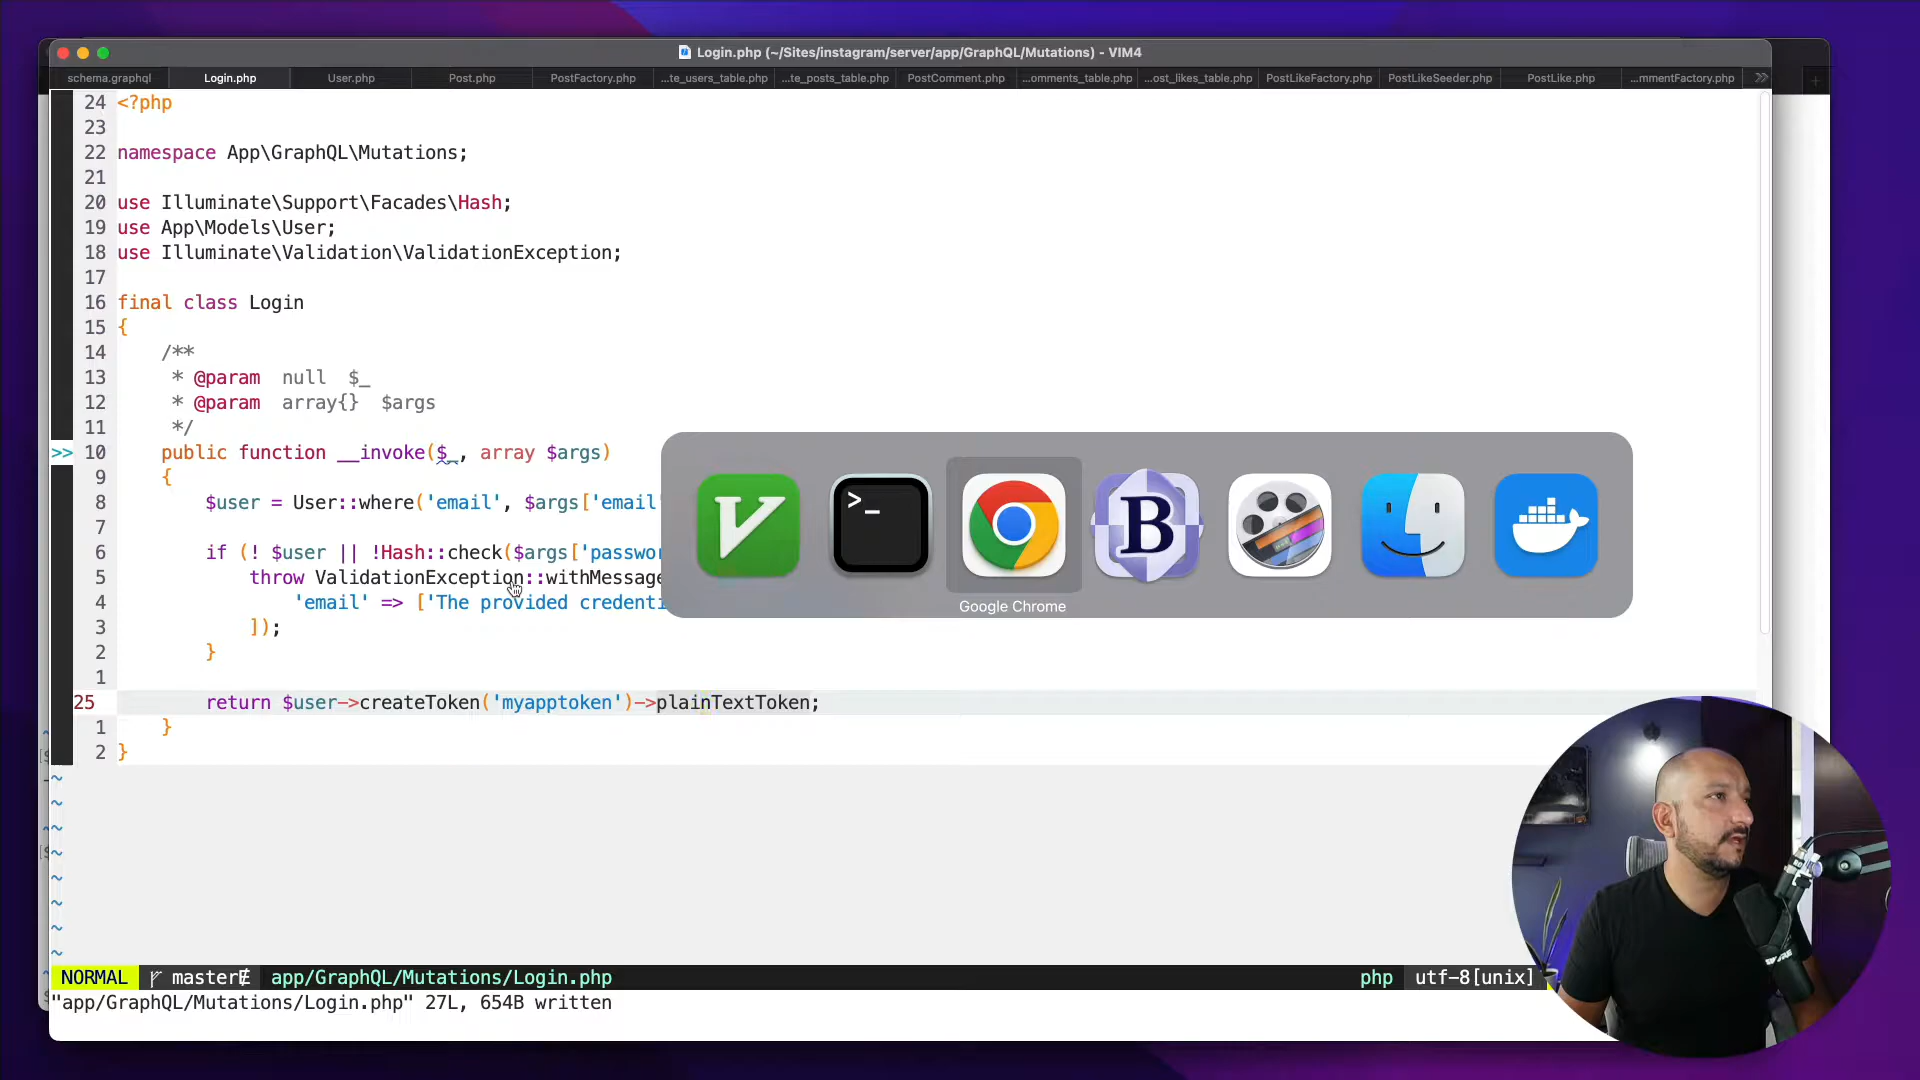 Login.php (~/Sites/instagram/server/app/GraphQL/Mutations) - VIM4
schema.graphql Login.php User.php Post.php PostFactory.php ...te_users_table.php ...te_posts_table.php PostComment.php ...omments_table.php ...ost_likes_table.php PostLikeFactory.php PostLikeSeeder.php PostLike.php ...mmentFactory.php
24 <?php
23
22 namespace App\GraphQL\Mutations;
21
20 use Illuminate\Support\Facades\Hash;
19 use App\Models\User;
18 use Illuminate\Validation\ValidationException;
17
16 final class Login
15 {
14 /**
13 * @param null $_
12 * @param array{} $args
11 */
>> 10 public function __invoke($_, array $args)
9 {
8 $user = User::where('email', $args['email'
7
6 if (! $user || !Hash::check($args['passwor
5 throw ValidationException::withMessage
4 'email' => ['The provided credenti
3 ]);
2 }
1
25 return $user->createToken('myapptoken')->plainTextToken;
1 }
2 }
~
~
~
~
~
~
~
~
>_
B
Google Chrome
NORMAL master app/GraphQL/Mutations/Login.php php utf-8[unix]
"app/GraphQL/Mutations/Login.php" 27L, 654B written